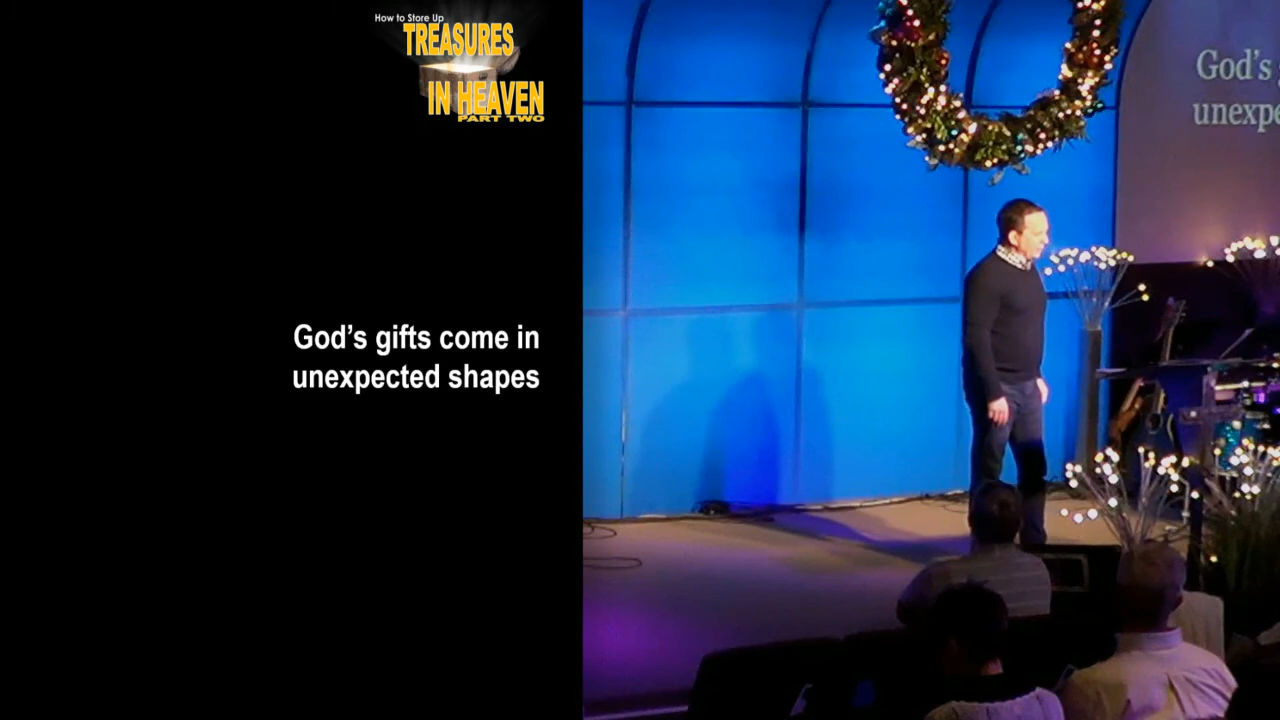 How to Store Up
TREASURES
IN HEAVEN
PART TWO
God's
unexpe
God’s gifts come in
unexpected shapes